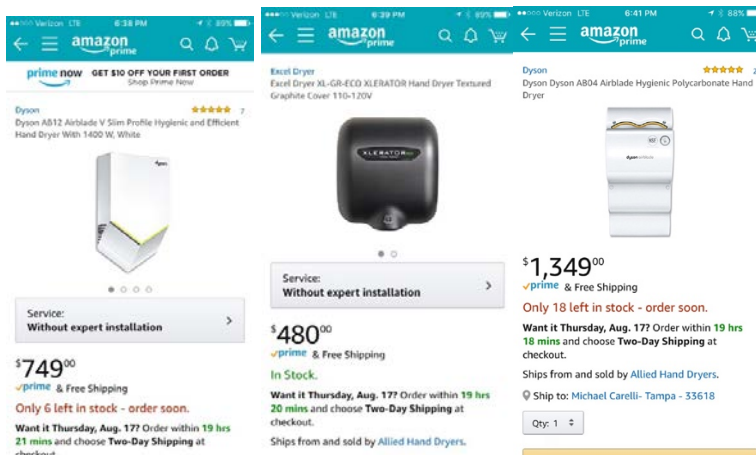 ●●○○○ Verizon LTE 6:38 PM 89%
amazon
prime
prime now GET $10 OFF YOUR FIRST ORDER
Shop Prime Now
Dyson 7
Dyson AB12 Airblade V Slim Profile Hygienic and Efficient
Hand Dryer With 1400 W, White
dyson
Service:
Without expert installation
$749 00
prime & Free Shipping
Only 6 left in stock - order soon.
Want it Thursday, Aug. 17? Order within 19 hrs
21 mins and choose Two-Day Shipping at
checkout.
●●●○○ Verizon LTE 6:39 PM 89%
amazon
prime
Excel Dryer
Excel Dryer XL-GR-ECO XLERATOR Hand Dryer Textured
Graphite Cover 110-120V
XLERATOR
Service:
Without expert installation
$480 00
prime & Free Shipping
In Stock.
Want it Thursday, Aug. 17? Order within 19 hrs
20 mins and choose Two-Day Shipping at
checkout.
Ships from and sold by Allied Hand Dryers.
●●○○○ Verizon LTE 6:41 PM 88%
amazon
prime
Dyson 2
Dyson Dyson AB04 Airblade Hygienic Polycarbonate Hand
Dryer
dyson airblade
$1,349 00
prime & Free Shipping
Only 18 left in stock - order soon.
Want it Thursday, Aug. 17? Order within 19 hrs
18 mins and choose Two-Day Shipping at
checkout.
Ships from and sold by Allied Hand Dryers.
Ship to: Michael Carelli- Tampa - 33618
Qty: 1